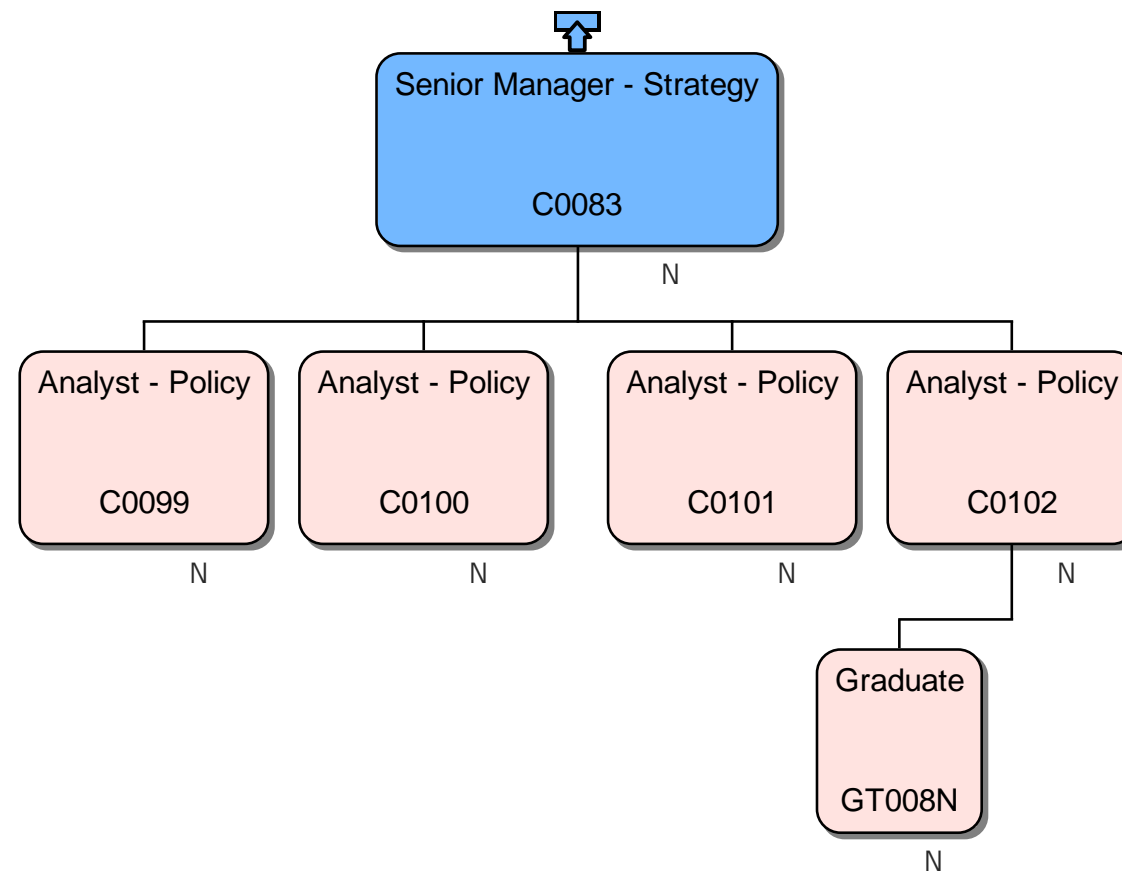 Senior Manager - Strategy
C0083
N
Analyst - Policy
C0099
N
Analyst - Policy
C0100
N
Analyst - Policy
C0101
N
Analyst - Policy
C0102
N
Graduate
GT008N
N